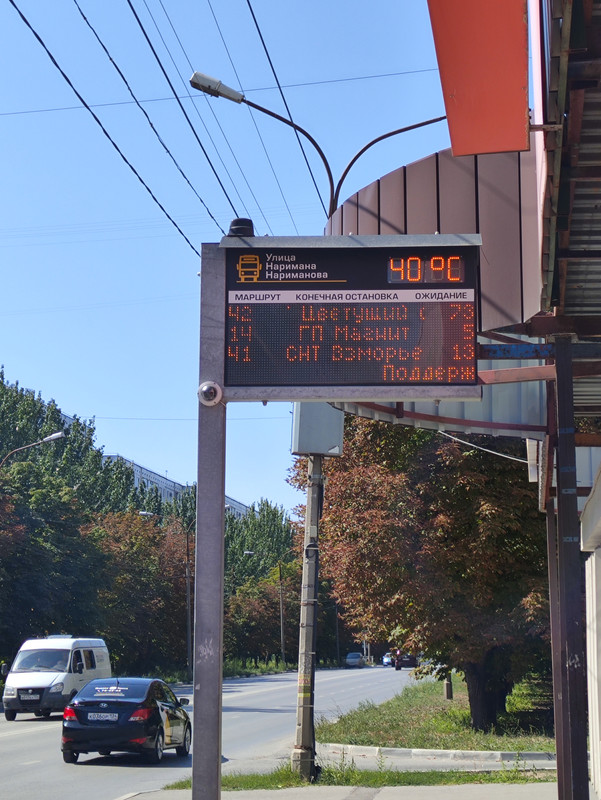 Улица
Наримана
Нариманова
40°C
МАРШРУТ КОНЕЧНАЯ ОСТАНОВКА ОЖИДАНИЕ
42 Цветущий с 73
14 ГП Магнит 5
41 СНТ Взморье 13
Поддерж